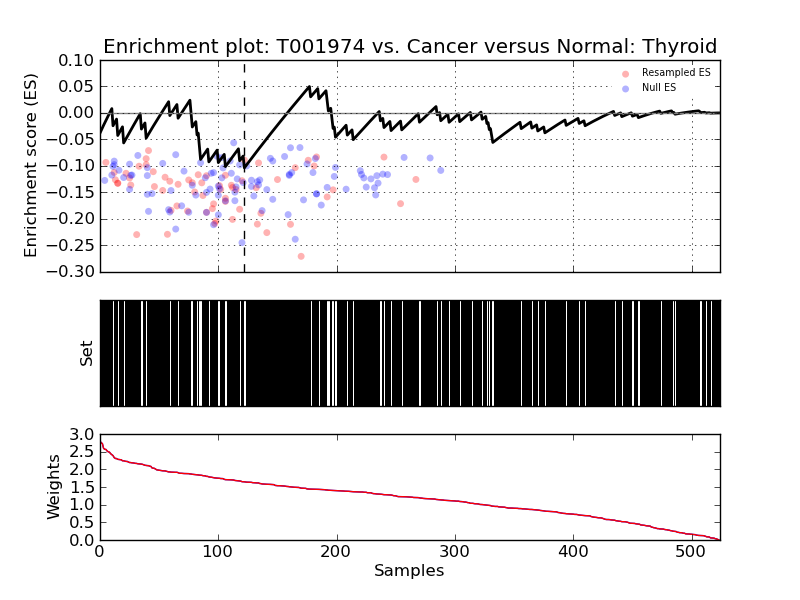 Enrichment plot: T001974 vs. Cancer versus Normal: Thyroid
Enrichment score (ES)
0.10
0.05
0.00
−0.05
−0.10
−0.15
−0.20
−0.25
−0.30
Resampled ES
Null ES
Set
Weights
3.0
2.5
2.0
1.5
1.0
0.5
0.0
0 100 200 300 400 500
Samples